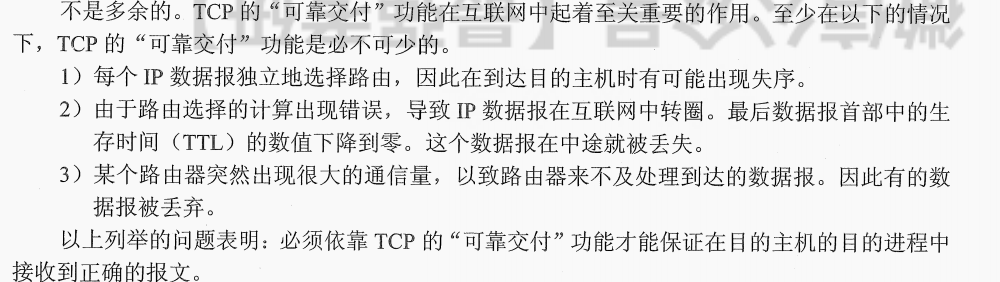 不是多余的。TCP 的“可靠交付”功能在互联网中起着至关重要的作用。至少在以下的情况
下，TCP 的“可靠交付”功能是必不可少的。
1）每个 IP 数据报独立地选择路由，因此在到达目的主机时有可能出现失序。
2）由于路由选择的计算出现错误，导致 IP 数据报在互联网中转圈。最后数据报首部中的生
存时间（TTL）的数值下降到零。这个数据报在中途就被丢失。
3）某个路由器突然出现很大的通信量，以致路由器来不及处理到达的数据报。因此有的数
据报被丢弃。
以上列举的问题表明：必须依靠 TCP 的“可靠交付”功能才能保证在目的主机的目的进程中
接收到正确的报文。